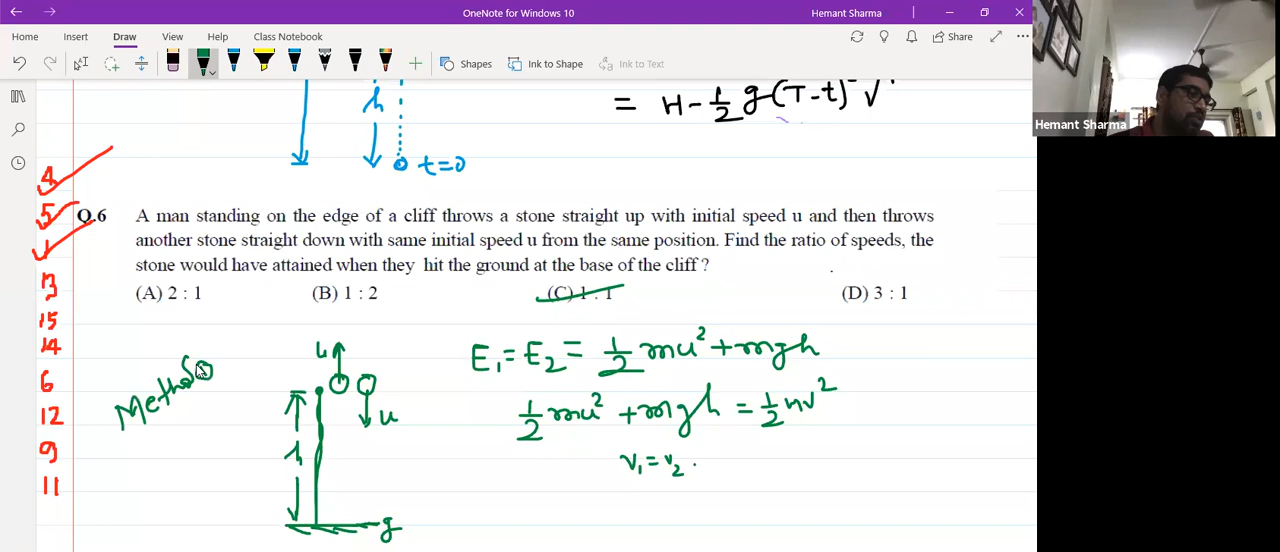 OneNote for Windows 10
Hemant Sharma
Home Insert Draw View Help Class Notebook
Share
Shapes Ink to Shape Ink to Text
h
= H - 1/2 g (T-t)² √
t=0
4
5
1
13
15
14
6
12
9
11
Q.6 A man standing on the edge of a cliff throws a stone straight up with initial speed u and then throws
another stone straight down with same initial speed u from the same position. Find the ratio of speeds, the
stone would have attained when they hit the ground at the base of the cliff ?
(A) 2 : 1 (B) 1 : 2 (C) 1 : 1 (D) 3 : 1
u
E₁ = E₂ = 1/2 mu² + mgh
u
1/2 mu² + mgh = 1/2 mv²
h
v₁ = v₂ .
g
Hemant Sharma